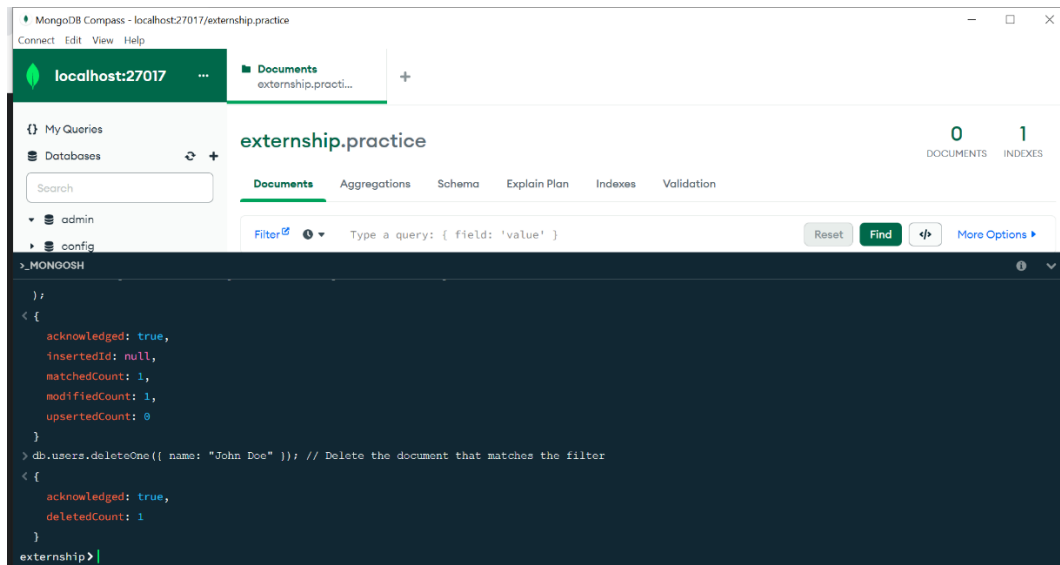 MongoDB Compass - localhost:27017/externship.practice
Connect Edit View Help
localhost:27017 ...
Documents
externship.practi...
+
{} My Queries
Databases
+
Search
admin
config
externship.practice
0
DOCUMENTS
1
INDEXES
Documents Aggregations Schema Explain Plan Indexes Validation
Filter Type a query: { field: 'value' } Reset Find </> More Options
>_MONGOSH
);
< {
acknowledged: true,
insertedId: null,
matchedCount: 1,
modifiedCount: 1,
upsertedCount: 0
}
> db.users.deleteOne({ name: "John Doe" }); // Delete the document that matches the filter
< {
acknowledged: true,
deletedCount: 1
}
externship>